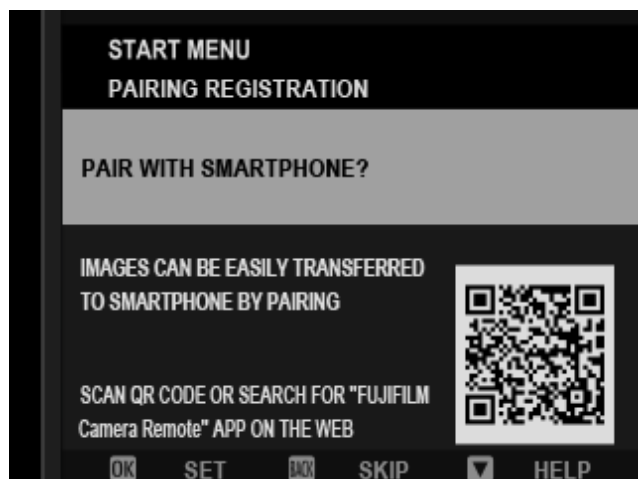 START MENU
PAIRING REGISTRATION
PAIR WITH SMARTPHONE?
IMAGES CAN BE EASILY TRANSFERRED
TO SMARTPHONE BY PAIRING
SCAN QR CODE OR SEARCH FOR "FUJIFILM
Camera Remote" APP ON THE WEB
OK SET BACK SKIP ▼ HELP